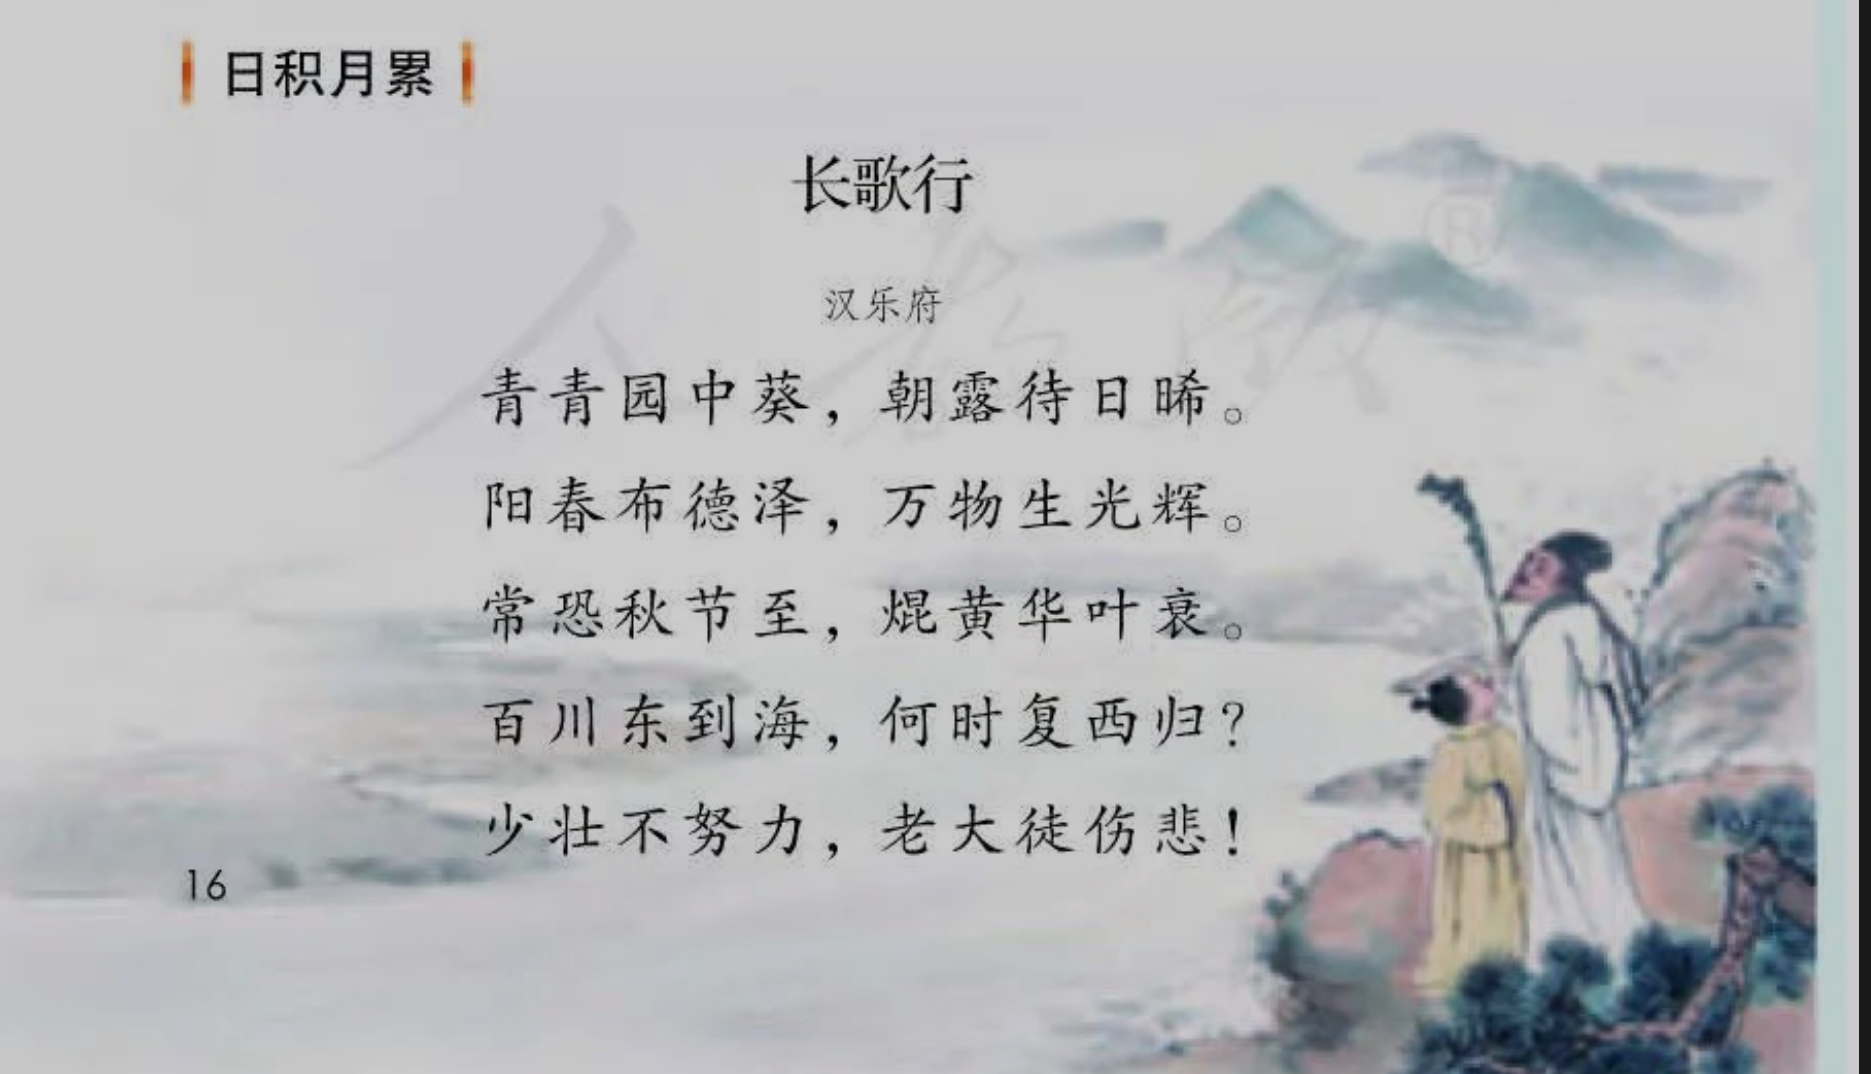 日积月累
长歌行
汉乐府
青青园中葵，朝露待日晞。
阳春布德泽，万物生光辉。
常恐秋节至，焜黄华叶衰。
百川东到海，何时复西归？
少壮不努力，老大徒伤悲！
16
人教版